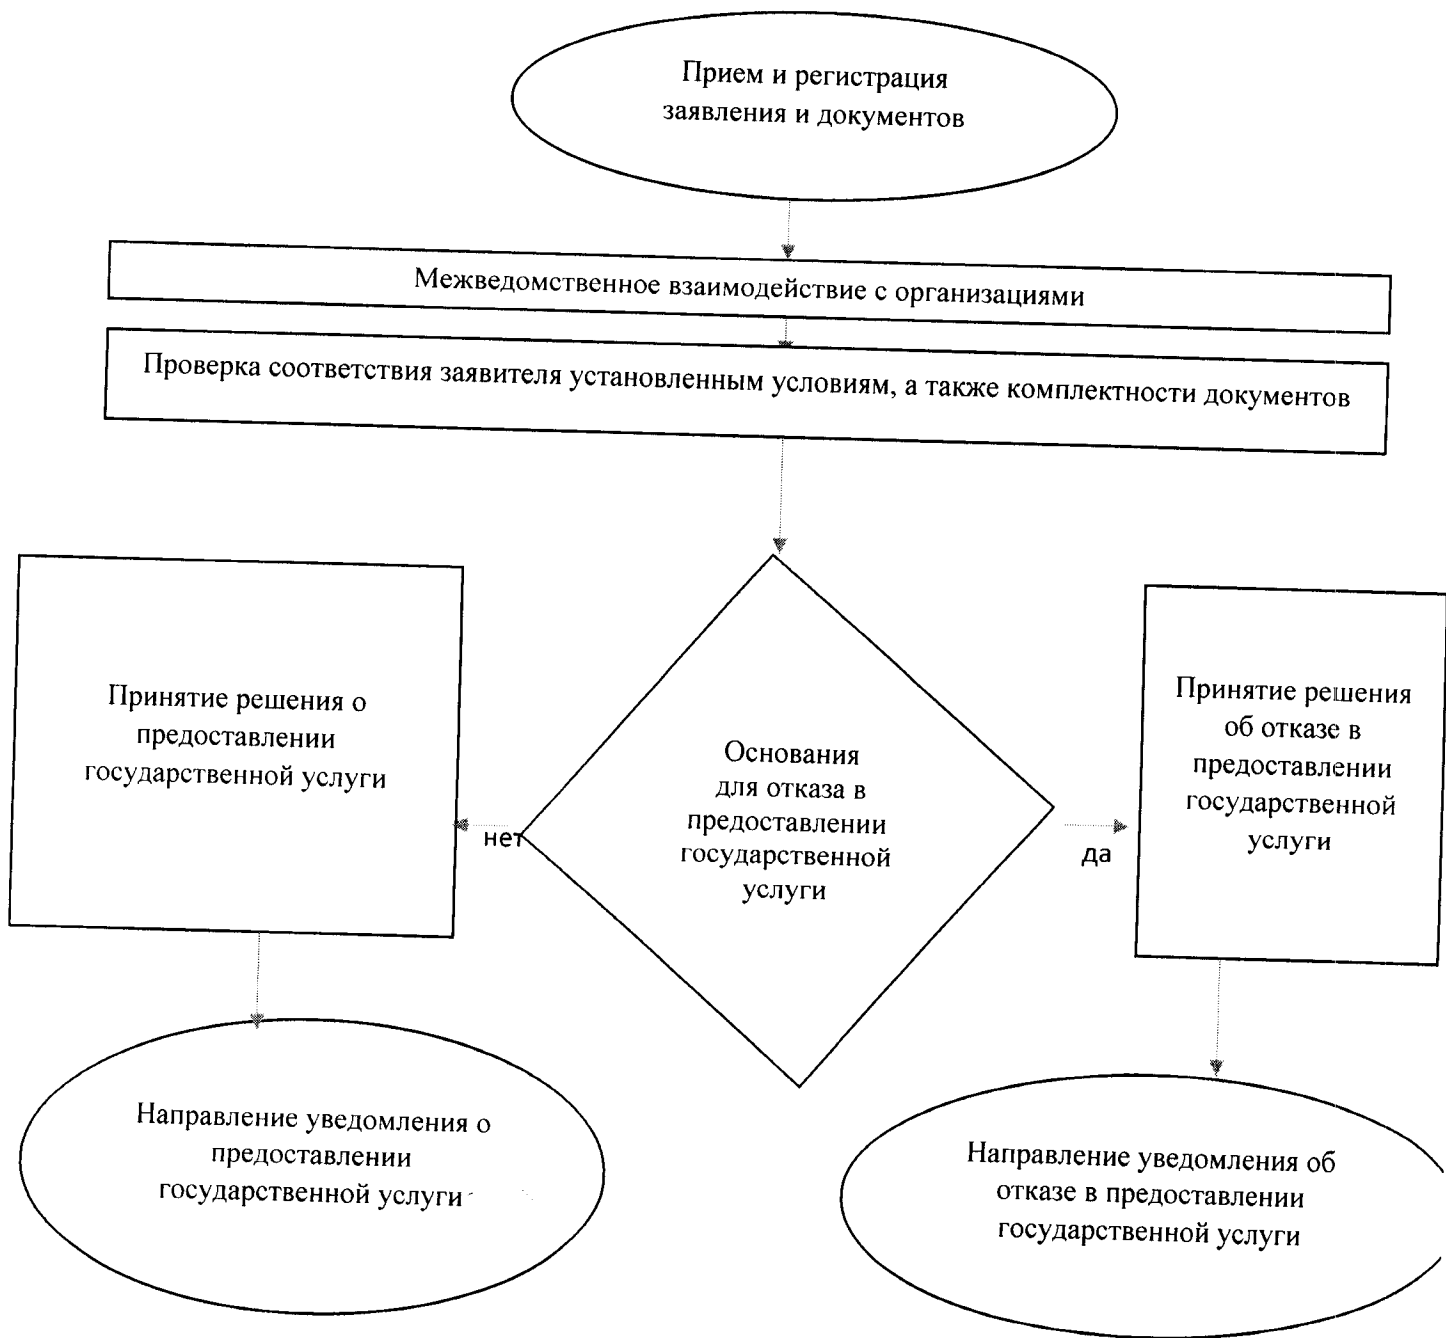 Прием и регистрация
заявления и документов
Межведомственное взаимодействие с организациями
Проверка соответствия заявителя установленным условиям, а также комплектности документов
Принятие решения о
предоставлении
государственной услуги
нет
Основания
для отказа в
предоставлении
государственной
услуги
да
Принятие решения
об отказе в
предоставлении
государственной
услуги
Направление уведомления о
предоставлении
государственной услуги
Направление уведомления об
отказе в предоставлении
государственной услуги